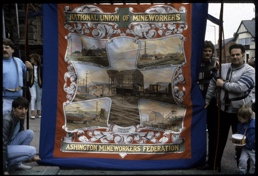 NATIONAL UNION OF MINEWORKERS
ASHINGTON MINEWORKERS FEDERATION